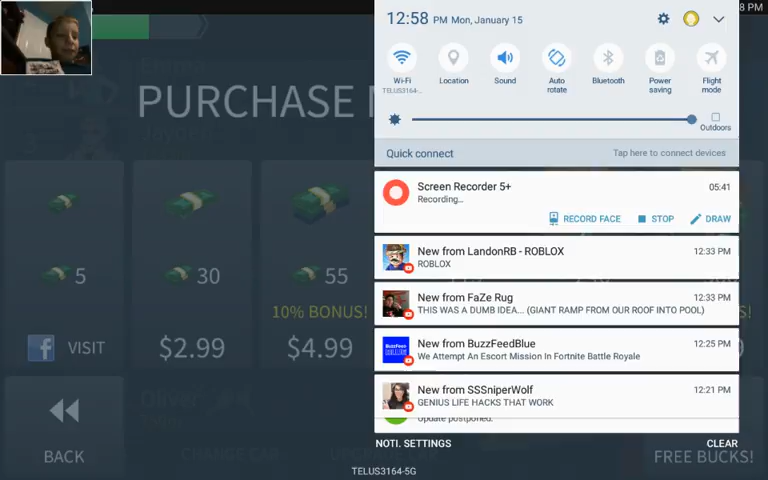 12:58 PM Mon, January 15
8 PM
Wi-Fi
TELUS3164-...
Location
Sound
Auto rotate
Bluetooth
Power saving
Flight mode
Outdoors
Quick connect
Tap here to connect devices
Screen Recorder 5+
05:41
Recording...
RECORD FACE
STOP
DRAW
New from LandonRB - ROBLOX
12:33 PM
ROBLOX
New from FaZe Rug
12:33 PM
THIS WAS A DUMB IDEA... (GIANT RAMP FROM OUR ROOF INTO POOL)
New from BuzzFeedBlue
12:25 PM
We Attempt An Escort Mission In Fortnite Battle Royale
New from SSSniperWolf
12:21 PM
GENIUS LIFE HACKS THAT WORK
Update postponed.
NOTI. SETTINGS
CLEAR
TELUS3164-5G
PURCHASE
5
30
55
10% BONUS!
VISIT
$2.99
$4.99
BACK
CHANGE CAR
UPGRADE CAR
FREE BUCKS!